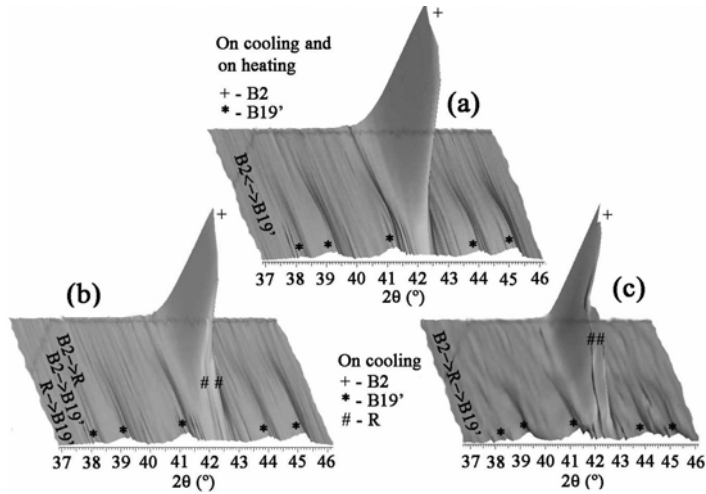 +
On cooling and
on heating
+ - B2
* - B19’
(a)
B2<–>B19’
* * * * *
37 38 39 40 41 42 43 44 45 46
2θ (°)
+
(b)
B2–>R
B2–>B19’
R–>B19’
# #
* * * * *
37 38 39 40 41 42 43 44 45 46
2θ (°)
On cooling
+ - B2
* - B19’
# - R
+
(c)
B2–>R–>B19’
##
* * * * *
37 38 39 40 41 42 43 44 45 46
2θ (°)